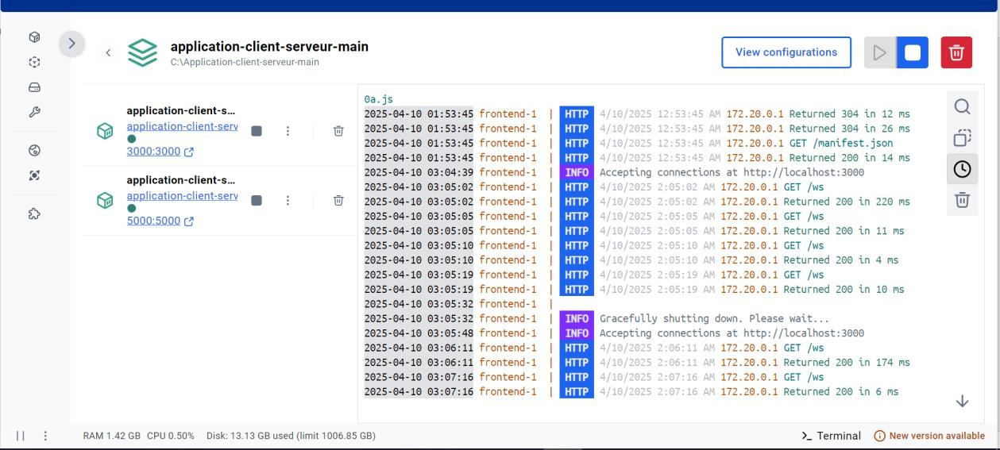 application-client-serveur-main
C:\Application-client-serveur-main
View configurations
application-client-s...
application-client-serv
3000:3000
application-client-s...
application-client-serv
5000:5000
0a.js
2025-04-10 01:53:45 frontend-1 | HTTP 4/10/2025 12:53:45 AM 172.20.0.1 Returned 304 in 12 ms
2025-04-10 01:53:45 frontend-1 | HTTP 4/10/2025 12:53:45 AM 172.20.0.1 Returned 304 in 26 ms
2025-04-10 01:53:45 frontend-1 | HTTP 4/10/2025 12:53:45 AM 172.20.0.1 GET /manifest.json
2025-04-10 01:53:45 frontend-1 | HTTP 4/10/2025 12:53:45 AM 172.20.0.1 Returned 200 in 14 ms
2025-04-10 03:04:39 frontend-1 | INFO Accepting connections at http://localhost:3000
2025-04-10 03:05:02 frontend-1 | HTTP 4/10/2025 2:05:02 AM 172.20.0.1 GET /ws
2025-04-10 03:05:02 frontend-1 | HTTP 4/10/2025 2:05:02 AM 172.20.0.1 Returned 200 in 220 ms
2025-04-10 03:05:05 frontend-1 | HTTP 4/10/2025 2:05:05 AM 172.20.0.1 GET /ws
2025-04-10 03:05:05 frontend-1 | HTTP 4/10/2025 2:05:05 AM 172.20.0.1 Returned 200 in 11 ms
2025-04-10 03:05:10 frontend-1 | HTTP 4/10/2025 2:05:10 AM 172.20.0.1 GET /ws
2025-04-10 03:05:10 frontend-1 | HTTP 4/10/2025 2:05:10 AM 172.20.0.1 Returned 200 in 4 ms
2025-04-10 03:05:19 frontend-1 | HTTP 4/10/2025 2:05:19 AM 172.20.0.1 GET /ws
2025-04-10 03:05:19 frontend-1 | HTTP 4/10/2025 2:05:19 AM 172.20.0.1 Returned 200 in 10 ms
2025-04-10 03:05:32 frontend-1 |
2025-04-10 03:05:32 frontend-1 | INFO Gracefully shutting down. Please wait...
2025-04-10 03:05:48 frontend-1 | INFO Accepting connections at http://localhost:3000
2025-04-10 03:06:11 frontend-1 | HTTP 4/10/2025 2:06:11 AM 172.20.0.1 GET /ws
2025-04-10 03:06:11 frontend-1 | HTTP 4/10/2025 2:06:11 AM 172.20.0.1 Returned 200 in 174 ms
2025-04-10 03:07:16 frontend-1 | HTTP 4/10/2025 2:07:16 AM 172.20.0.1 GET /ws
2025-04-10 03:07:16 frontend-1 | HTTP 4/10/2025 2:07:16 AM 172.20.0.1 Returned 200 in 6 ms
RAM 1.42 GB CPU 0.50% Disk: 13.13 GB used (limit 1006.85 GB)
>_ Terminal
New version available